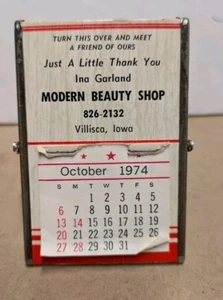 TURN THIS OVER AND MEET
A FRIEND OF OURS
Just A Little Thank You
Ina Garland
MODERN BEAUTY SHOP
826-2132
Villisca, Iowa
October 1974
S M T W T F S
1 2 3 4 5
6 7 8 9 10 11 12
13 14 15 16 17 18 19
20 21 22 23 24 25 26
27 28 29 30 31